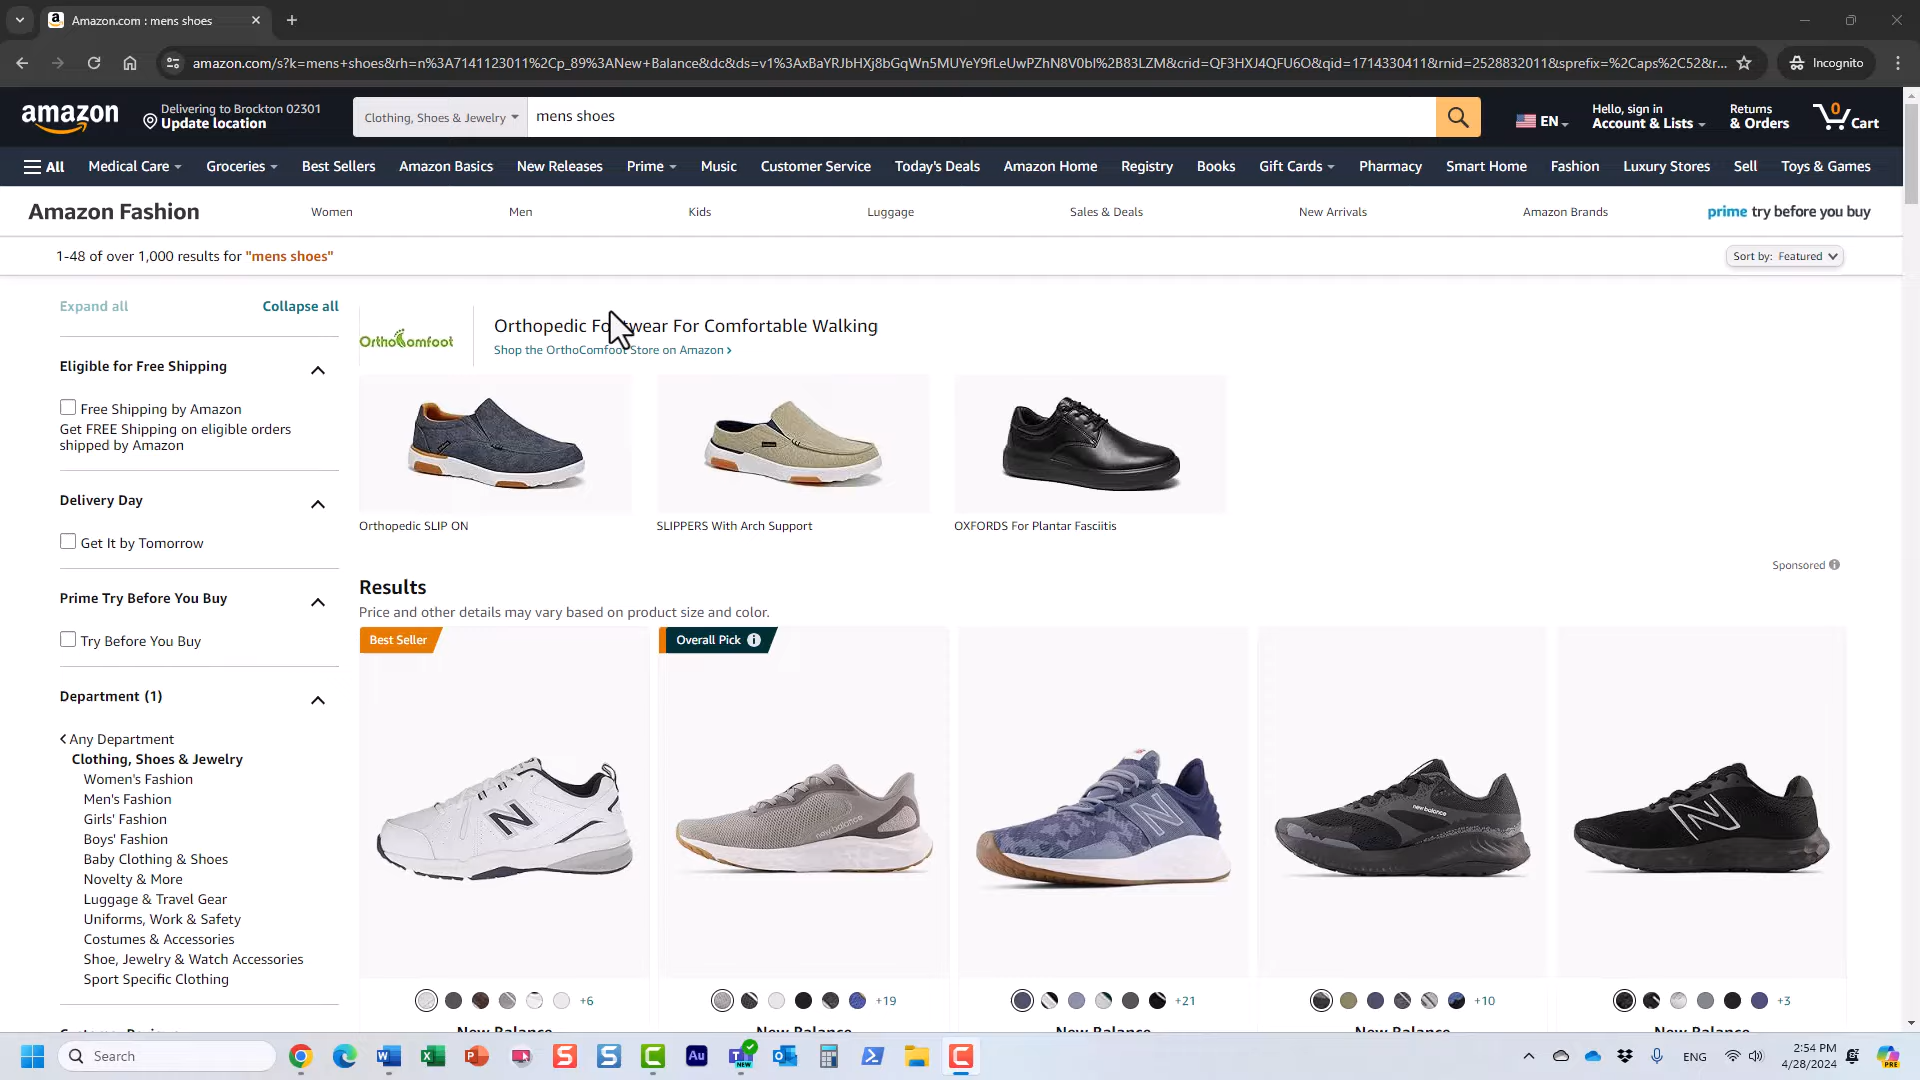 Amazon.com : mens shoes
amazon.com/s?k=mens+shoes&rh=n%3A7141123011%2Cp_89%3ANew+Balance&dc&ds=v1%3AxBaYRJbHXj8bGqWn5MUYeY9fLeUwPZhN8V0bl%2B83LZM&crid=QF3HXJ4QFU6O&qid=1714330411&rnid=2528832011&sprefix=%2Caps%2C52&r...
Incognito
amazon
Delivering to Brockton 02301
Update location
Clothing, Shoes & Jewelry
mens shoes
EN
Hello, sign in
Account & Lists
Returns
& Orders
0
Cart
All
Medical Care
Groceries
Best Sellers
Amazon Basics
New Releases
Prime
Music
Customer Service
Today's Deals
Amazon Home
Registry
Books
Gift Cards
Pharmacy
Smart Home
Fashion
Luxury Stores
Sell
Toys & Games
Amazon Fashion
Women
Men
Kids
Luggage
Sales & Deals
New Arrivals
Amazon Brands
prime try before you buy
1-48 of over 1,000 results for "mens shoes"
Sort by: Featured
Expand all
Collapse all
Eligible for Free Shipping
Free Shipping by Amazon
Get FREE Shipping on eligible orders
shipped by Amazon
Delivery Day
Get It by Tomorrow
Prime Try Before You Buy
Try Before You Buy
Department (1)
Any Department
Clothing, Shoes & Jewelry
Women's Fashion
Men's Fashion
Girls' Fashion
Boys' Fashion
Baby Clothing & Shoes
Novelty & More
Luggage & Travel Gear
Uniforms, Work & Safety
Costumes & Accessories
Shoe, Jewelry & Watch Accessories
Sport Specific Clothing
OrthoComfoot
Orthopedic Footwear For Comfortable Walking
Shop the OrthoComfoot Store on Amazon ›
Orthopedic SLIP ON
SLIPPERS With Arch Support
OXFORDS For Plantar Fasciitis
Sponsored
Results
Price and other details may vary based on product size and color.
Best Seller
Overall Pick
N
new balance
N
new balance
N
+6
+19
+21
+10
+3
New Balance
New Balance
New Balance
New Balance
New Balance
Search
NEW
ENG
2:54 PM
4/28/2024
PRE